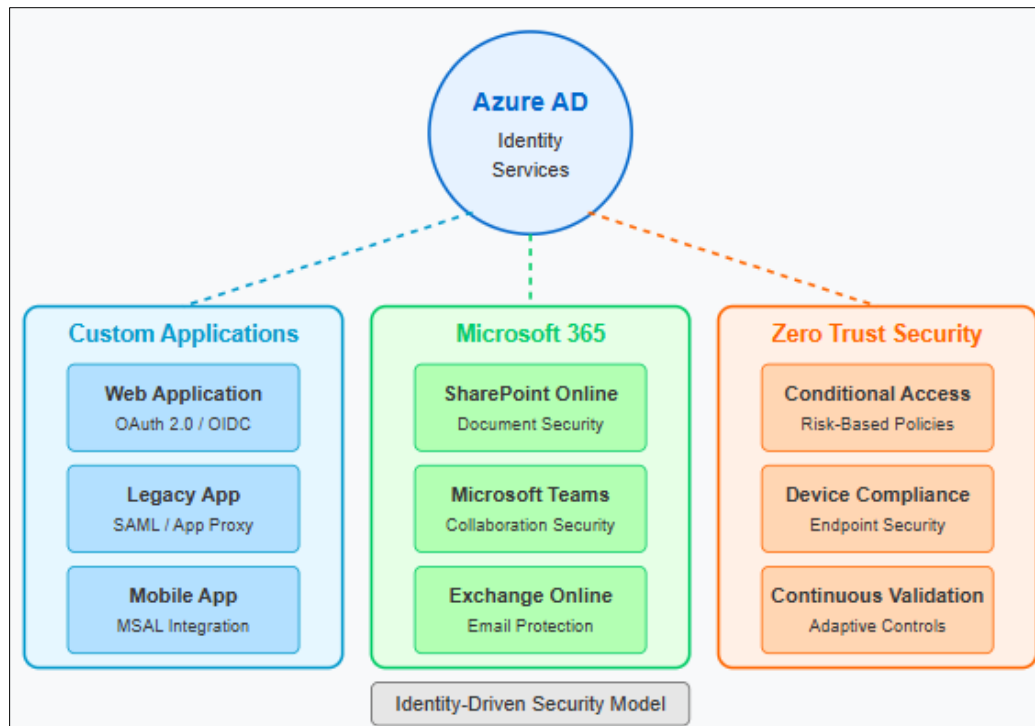 Azure AD
Identity
Services
Custom Applications
Web Application
OAuth 2.0 / OIDC
Legacy App
SAML / App Proxy
Mobile App
MSAL Integration
Microsoft 365
SharePoint Online
Document Security
Microsoft Teams
Collaboration Security
Exchange Online
Email Protection
Zero Trust Security
Conditional Access
Risk-Based Policies
Device Compliance
Endpoint Security
Continuous Validation
Adaptive Controls
Identity-Driven Security Model